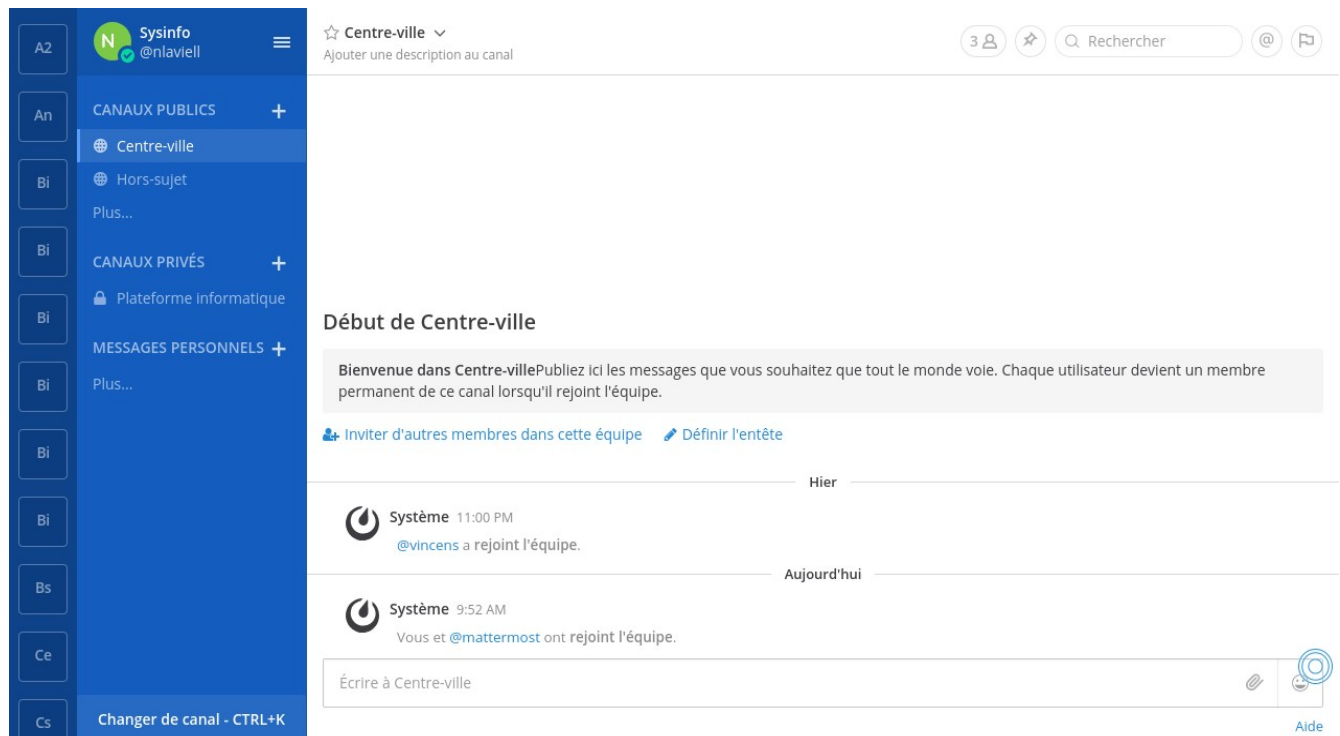 A2
An
Bi
Bi
Bi
Bi
Bi
Bi
Bs
Ce
Cs
N
Sysinfo
@nlaviell
CANAUX PUBLICS +
Centre-ville
Hors-sujet
Plus...
CANAUX PRIVÉS +
Plateforme informatique
MESSAGES PERSONNELS +
Plus...
Changer de canal - CTRL+K
Centre-ville
Ajouter une description au canal
3
Rechercher
@
Début de Centre-ville
Bienvenue dans Centre-villePubliez ici les messages que vous souhaitez que tout le monde voie. Chaque utilisateur devient un membre
permanent de ce canal lorsqu'il rejoint l'équipe.
Inviter d'autres membres dans cette équipe Définir l'entête
Hier
Système 11:00 PM
@vincens a rejoint l'équipe.
Aujourd'hui
Système 9:52 AM
Vous et @mattermost ont rejoint l'équipe.
Écrire à Centre-ville
Aide